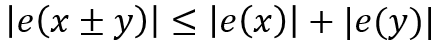 |e(x ± y)| ≤ |e(x)| + |e(y)|